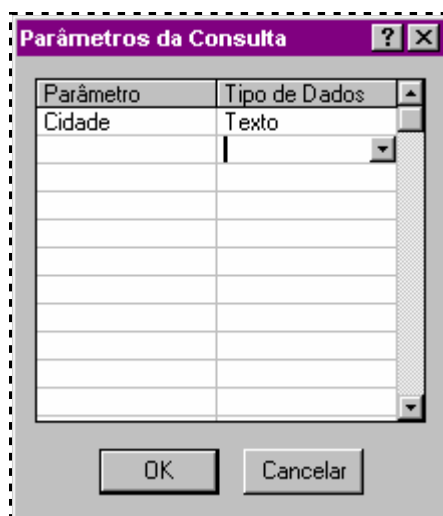 Parâmetros da Consulta
Parâmetro Tipo de Dados
Cidade Texto
OK Cancelar